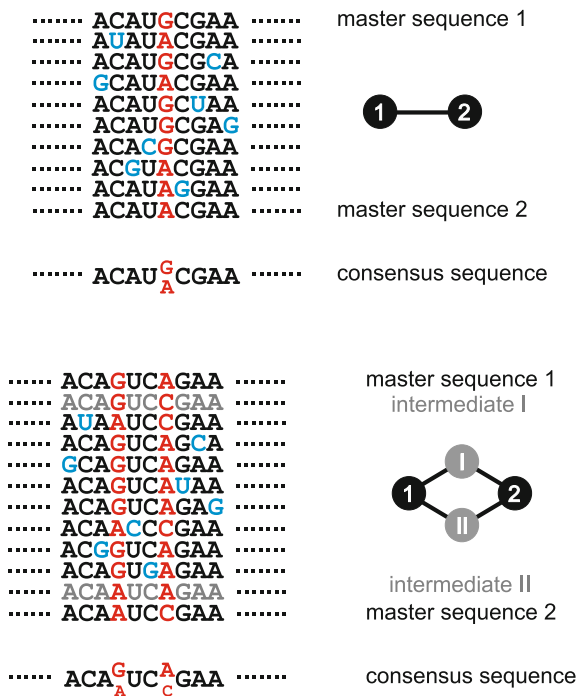 ...... ACAUGCGAA ...... master sequence 1
...... AUAUACGAA ......
...... ACAUGCGCA ......
...... GCAUACGAA ......
...... ACAUGCUAA ......
1 2
...... ACAUGCGAG ......
...... ACACGCGAA ......
...... ACGUACGAA ......
...... ACAUAGGAA ......
...... ACAUACGAA ...... master sequence 2
G
...... ACAU CGAA ...... consensus sequence
A
...... ACAGUCAGAA ...... master sequence 1
...... ACAGUCCGAA ...... intermediate I
...... AUAAUCCGAA ......
...... ACAGUCAGCA ......
...... GCAGUCAGAA ......
I
...... ACAGUCAUAA ......
1 2
...... ACAGUCAGAG ......
II
...... ACAACCCGAA ......
...... ACGGUCAGAA ......
...... ACAGUGAGAA ......
...... ACAAUCAGAA ...... intermediate II
...... ACAAUCCGAA ...... master sequence 2
G A
...... ACA UC GAA ...... consensus sequence
A C